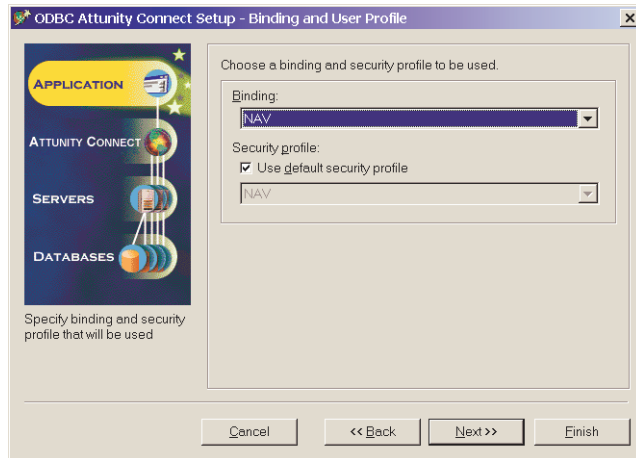 ODBC Attunity Connect Setup - Binding and User Profile
APPLICATION
ATTUNITY CONNECT
SERVERS
DATABASES
Specify binding and security
profile that will be used
Choose a binding and security profile to be used.
Binding:
NAV
Security profile:
Use default security profile
NAV
Cancel
<< Back
Next >>
Finish